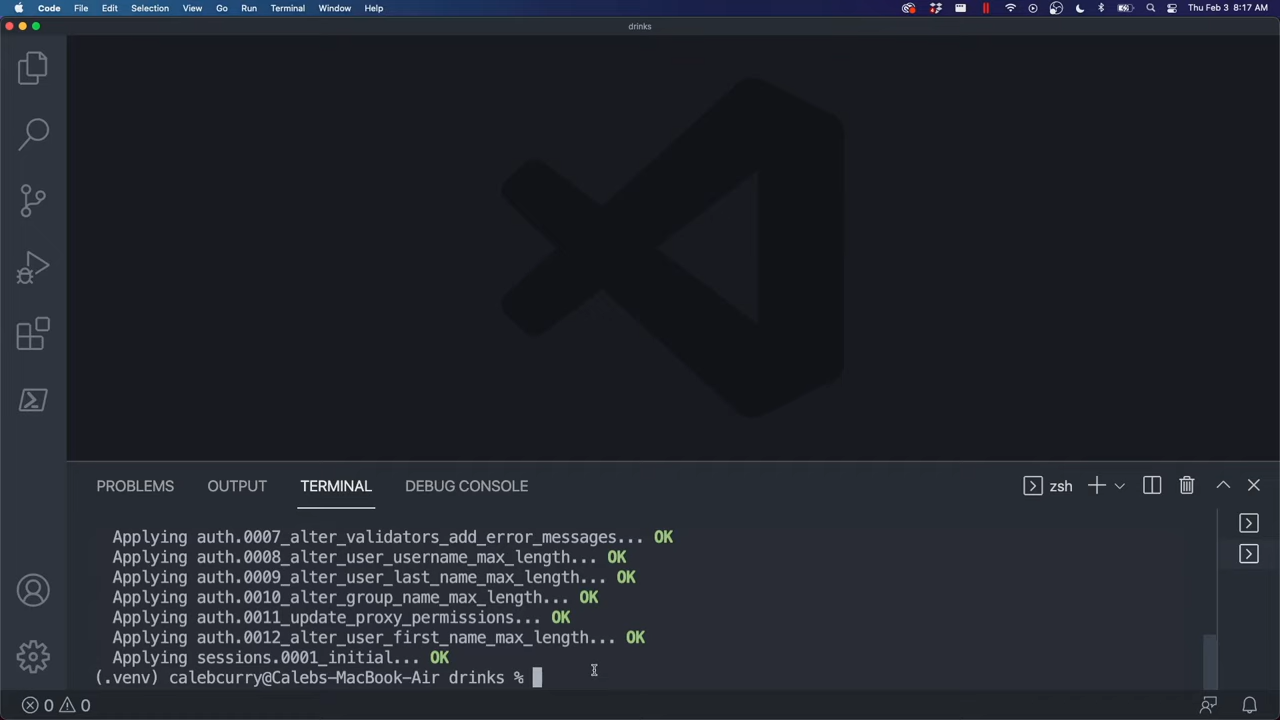 Code File Edit Selection View Go Run Terminal Window Help Thu Feb 3 8:17 AM
drinks
PROBLEMS OUTPUT TERMINAL DEBUG CONSOLE zsh
Applying auth.0007_alter_validators_add_error_messages... OK
Applying auth.0008_alter_user_username_max_length... OK
Applying auth.0009_alter_user_last_name_max_length... OK
Applying auth.0010_alter_group_name_max_length... OK
Applying auth.0011_update_proxy_permissions... OK
Applying auth.0012_alter_user_first_name_max_length... OK
Applying sessions.0001_initial... OK
(.venv) calebcurry@Calebs-MacBook-Air drinks %
0 0